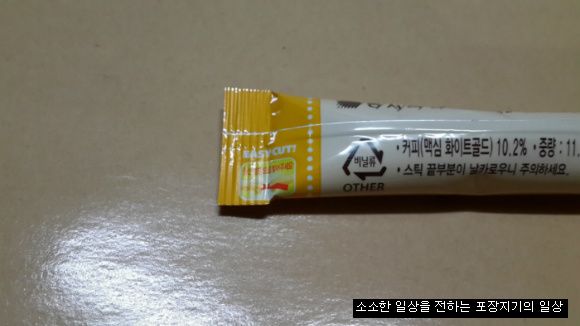 EASY CUT!
비닐류
OTHER
• 커피(맥심 화이트골드) 10.2% • 중량 : 11.
• 스틱 끝부분이 날카로우니 주의하세요.
소소한 일상을 전하는 포장지기의 일상